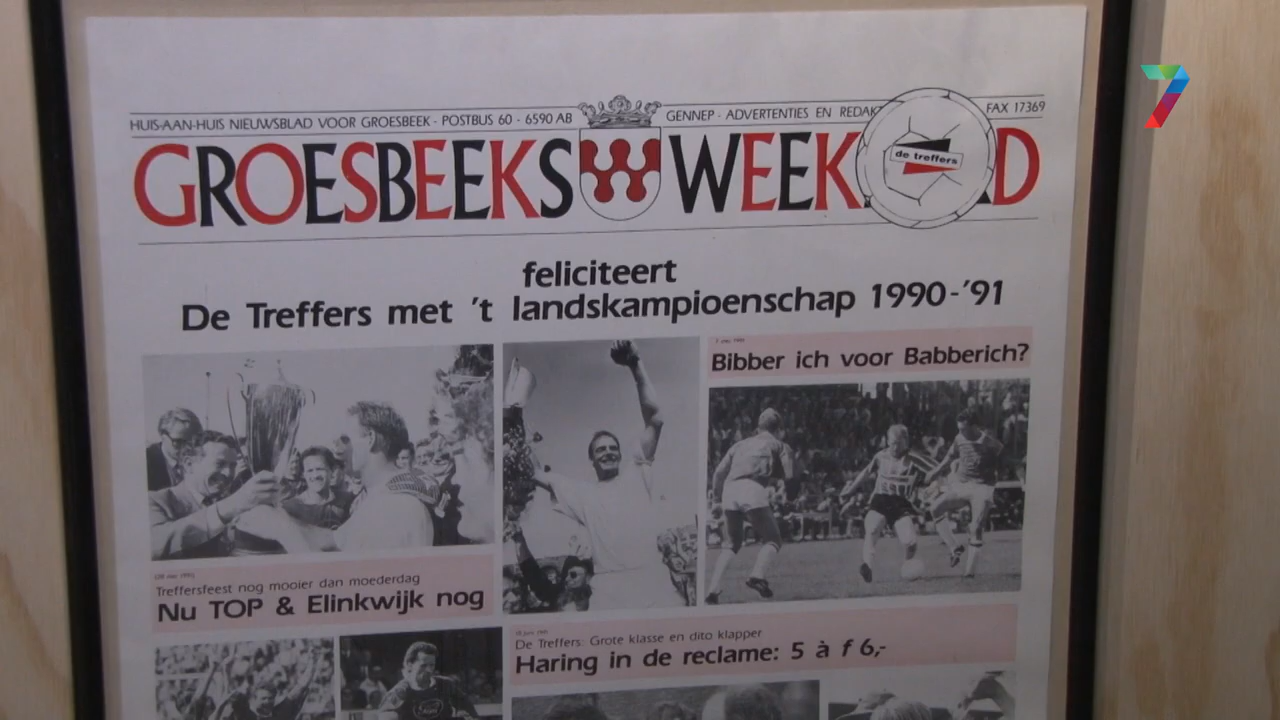 HUIS-AAN-HUIS NIEUWSBLAD VOOR GROESBEEK - POSTBUS 60 - 6590 AB GENNEP - ADVERTENTIES EN REDAK FAX 17369
GROESBEEKS WEEK D
de treffers
7
feliciteert
De Treffers met 't landskampioenschap 1990-'91
Bibber ich voor Babberich?
Treffersfeest nog mooier dan moederdag
Nu TOP & Elinkwijk nog
De Treffers: Grote klasse en dito klapper
Haring in de reclame: 5 à f 6,-